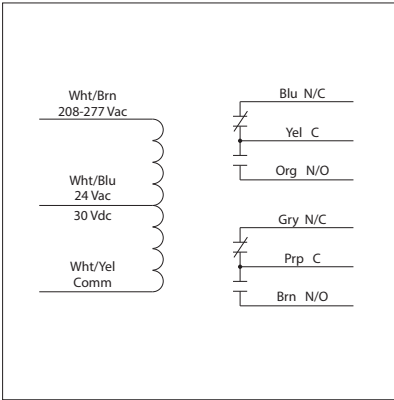 Wht/Brn
208-277 Vac
Wht/Blu
24 Vac
30 Vdc
Wht/Yel
Comm
Blu N/C
Yel C
Org N/O
Gry N/C
Prp C
Brn N/O